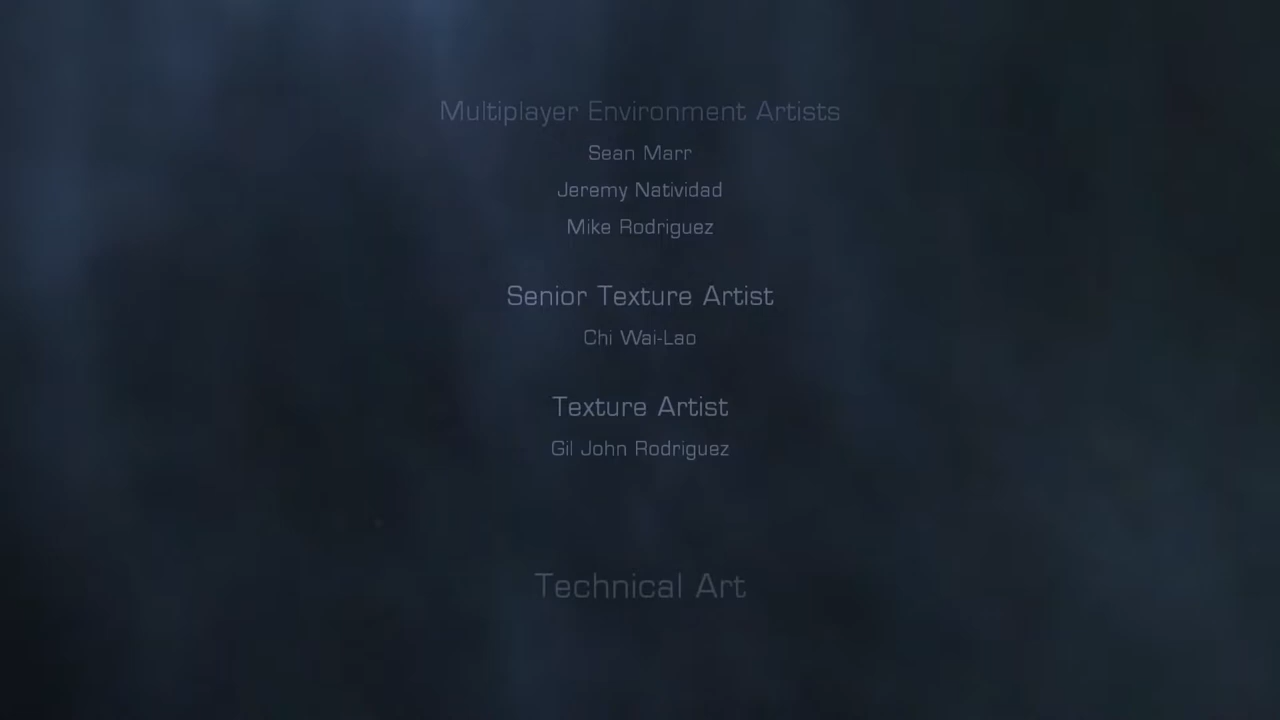 Multiplayer Environment Artists
Sean Marr
Jeremy Natividad
Mike Rodriguez
Senior Texture Artist
Chi Wai-Lao
Texture Artist
Gil John Rodriguez
Technical Art